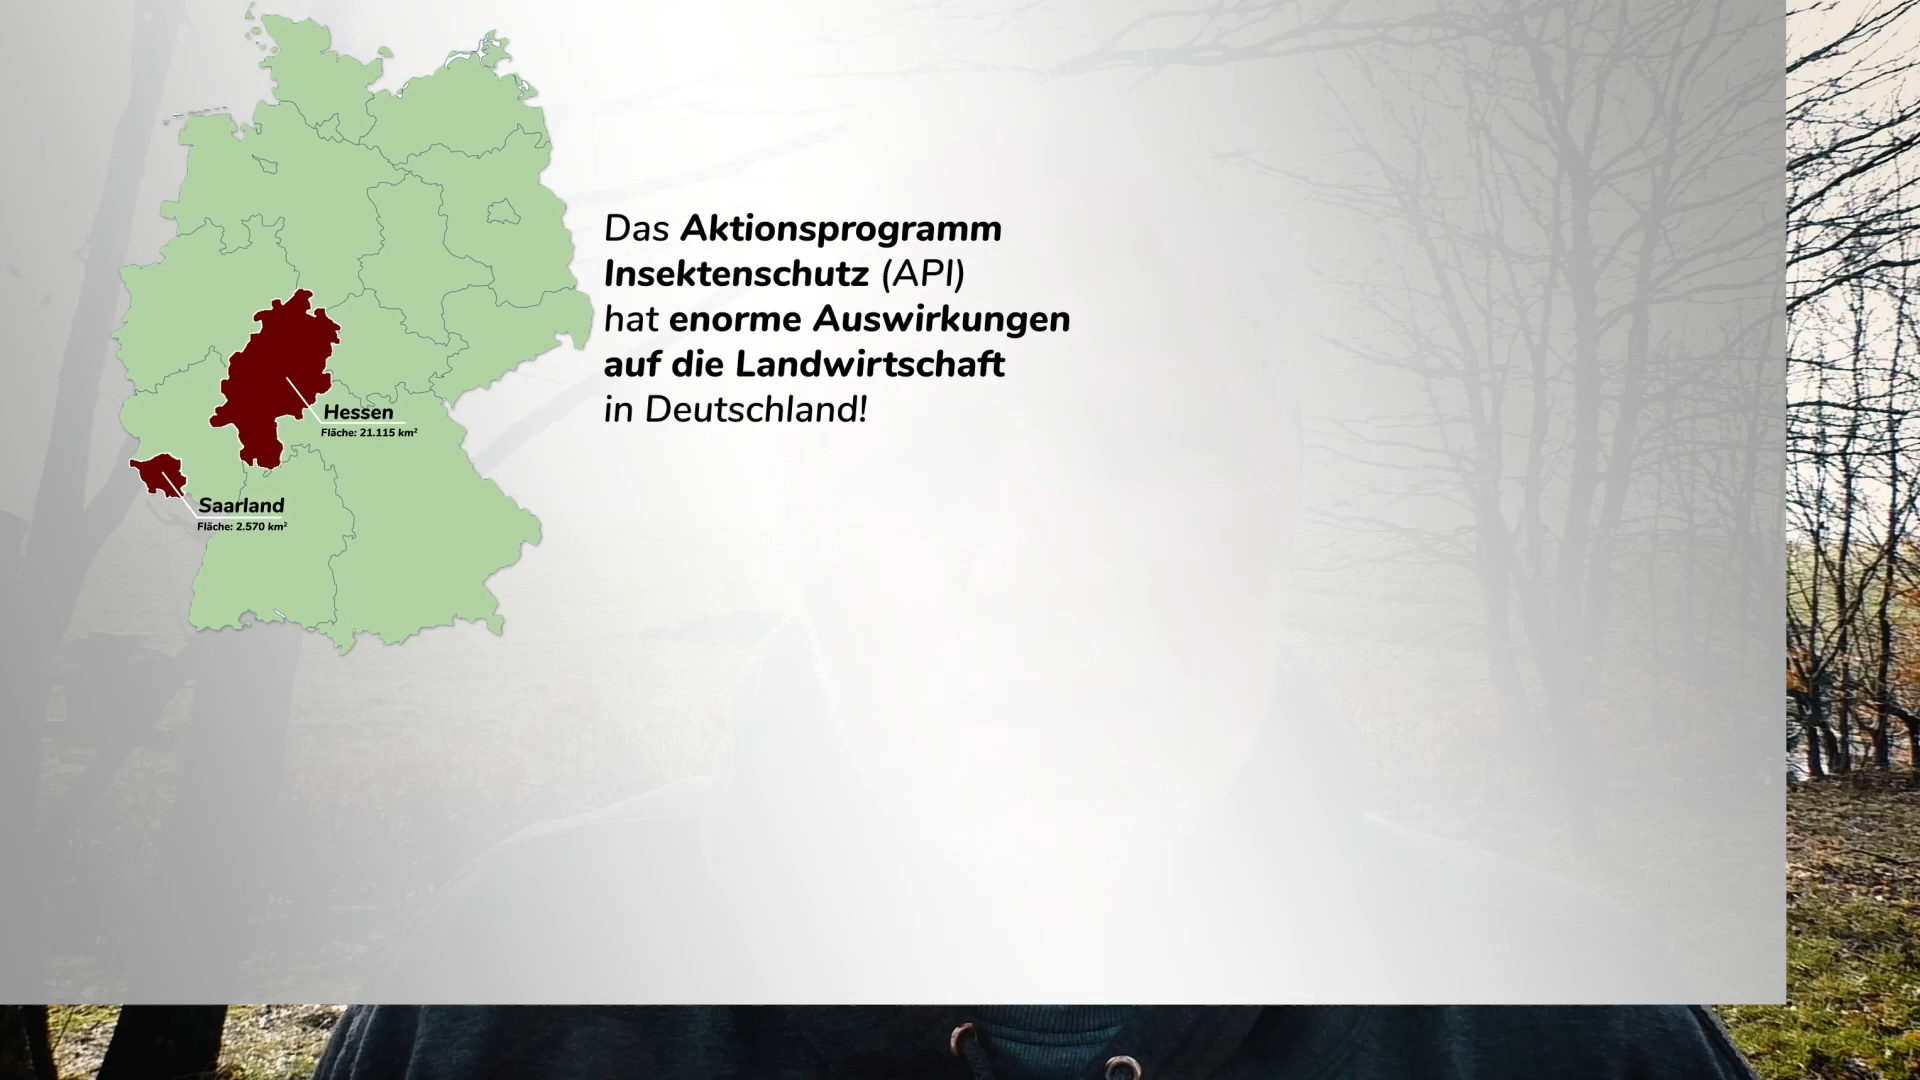 Das Aktionsprogramm
Insektenschutz (API)
hat enorme Auswirkungen
auf die Landwirtschaft
in Deutschland!
Hessen
Fläche: 21.115 km²
Saarland
Fläche: 2.570 km²